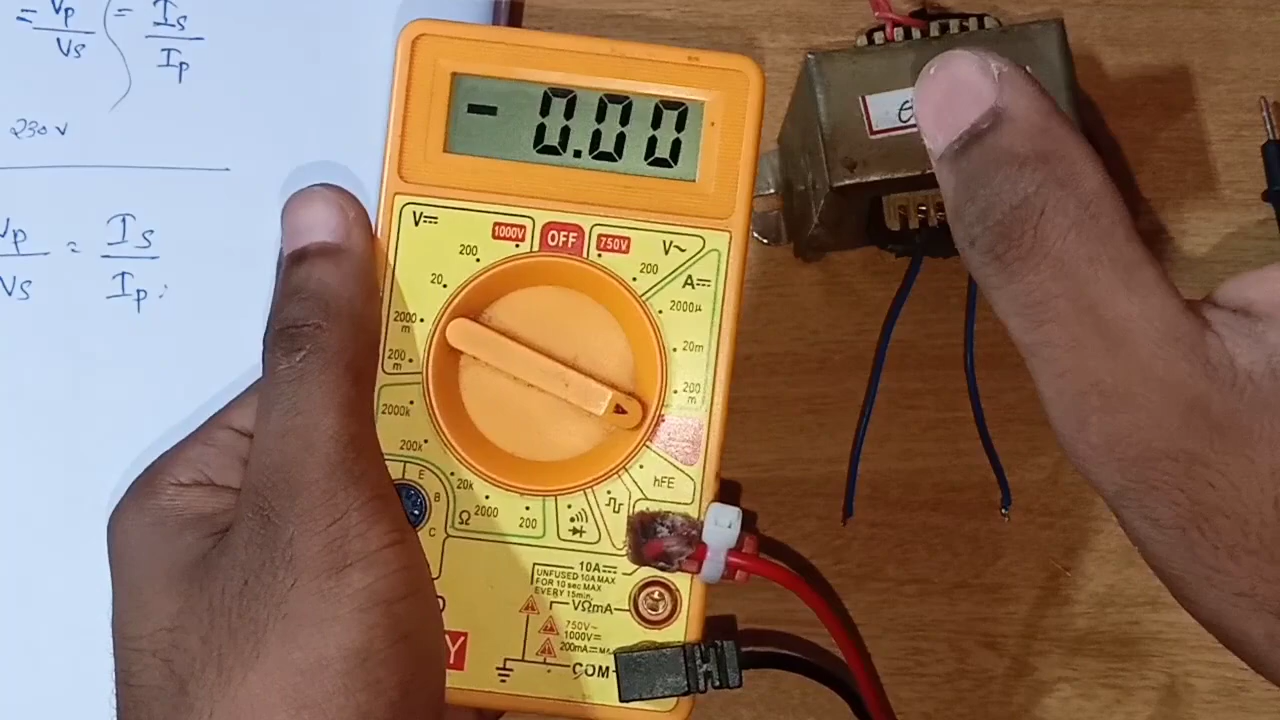 = Vp/Vs = Is/Ip
230 V
Vp/Vs = Is/Ip :
- 0.00
V⎓
1000V
OFF
750V
V~
200
200
A⎓
20
2000µ
2000
m
20m
200
m
200
m
2000k
200k
hFE
E
B
C
20k
Ω
2000
200
10A⎓
UNFUSED 10A MAX
FOR 10 sec MAX
EVERY 15min.
VΩmA
750V~
1000V⎓
200mA⎓MAX
COM
Y